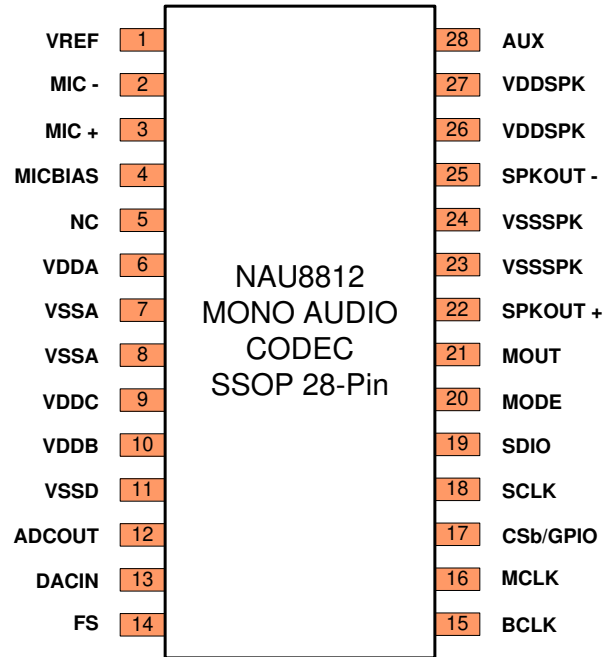 VREF 1
MIC - 2
MIC + 3
MICBIAS 4
NC 5
VDDA 6
VSSA 7
VSSA 8
VDDC 9
VDDB 10
VSSD 11
ADCOUT 12
DACIN 13
FS 14
NAU8812
MONO AUDIO
CODEC
SSOP 28-Pin
28 AUX
27 VDDSPK
26 VDDSPK
25 SPKOUT -
24 VSSSPK
23 VSSSPK
22 SPKOUT +
21 MOUT
20 MODE
19 SDIO
18 SCLK
17 CSb/GPIO
16 MCLK
15 BCLK